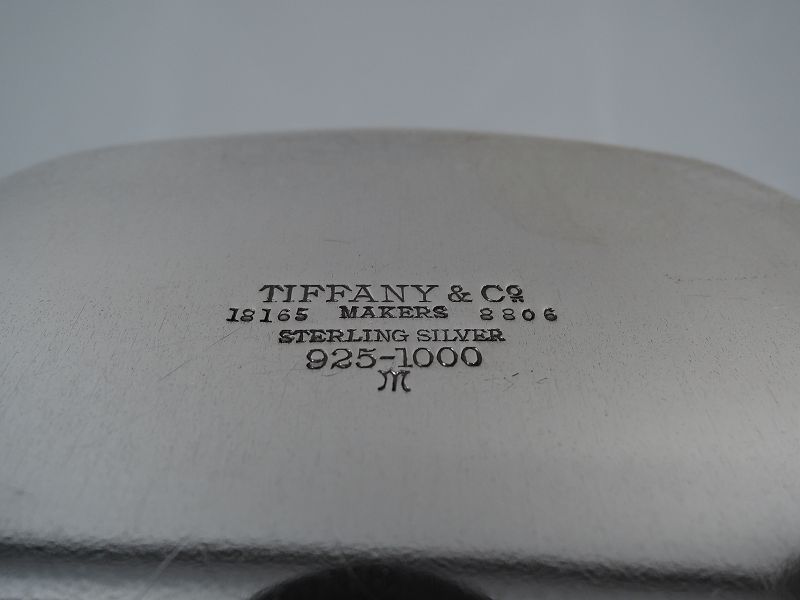 TIFFANY & Co
18165 MAKERS 8806
STERLING SILVER
925-1000
M